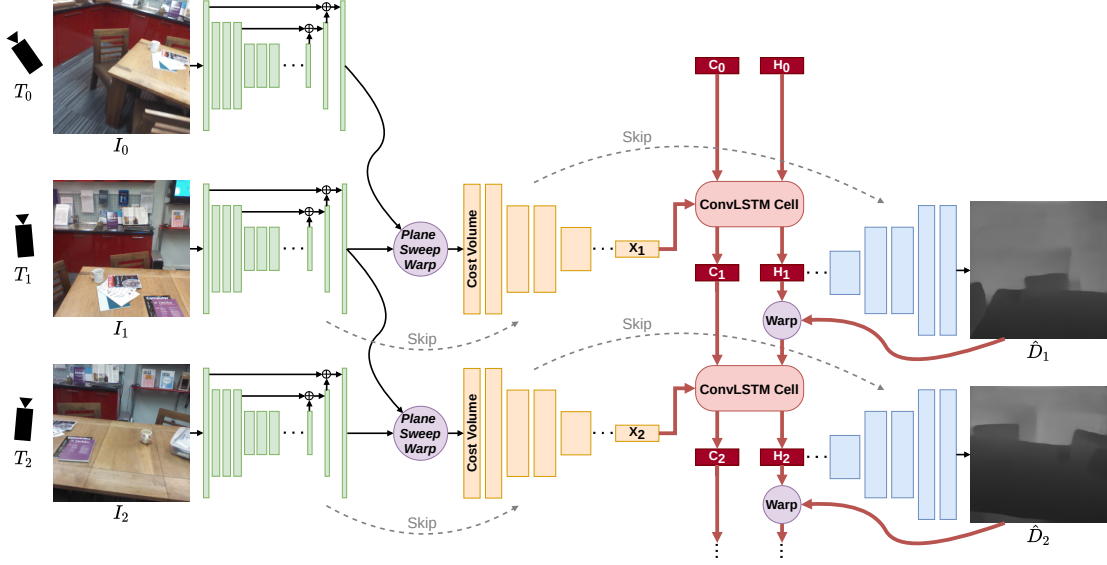 T₀
I₀
C₀
H₀
Skip
T₁
I₁
Plane
Sweep
Warp
Cost Volume
X₁
ConvLSTM Cell
C₁
H₁
Warp
D̂₁
Skip
Skip
T₂
I₂
Plane
Sweep
Warp
Cost Volume
X₂
ConvLSTM Cell
C₂
H₂
Warp
D̂₂
Skip